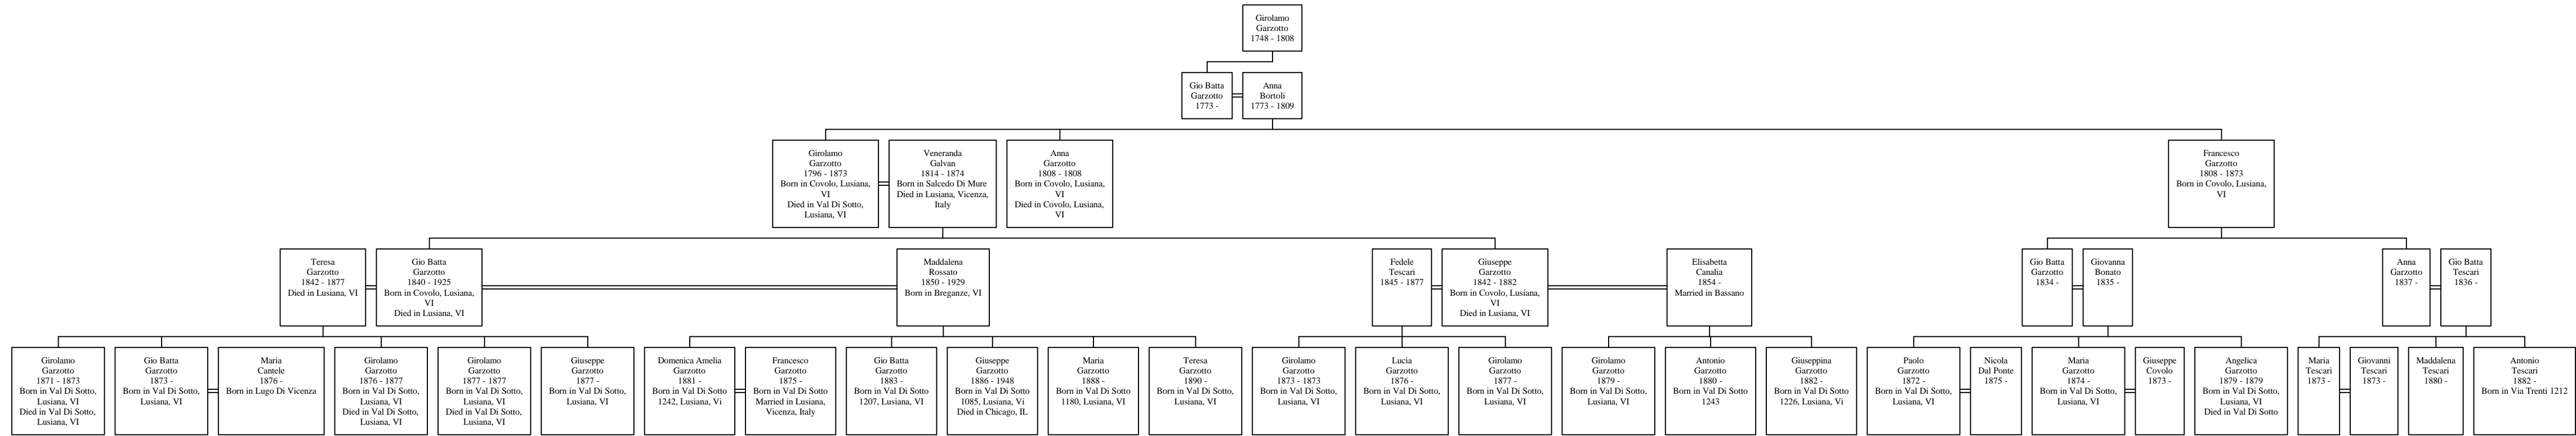 Girolamo
Garzotto
1748 - 1808
Gio Batta
Garzotto
1773 -
Anna
Bortoli
1773 - 1809
Girolamo
Garzotto
1796 - 1873
Born in Covolo, Lusiana,
VI
Died in Val Di Sotto,
Lusiana, VI
Veneranda
Galvan
1814 - 1874
Born in Salcedo Di Mure
Died in Lusiana, Vicenza,
Italy
Anna
Garzotto
1808 - 1808
Born in Covolo, Lusiana,
VI
Died in Covolo, Lusiana,
VI
Francesco
Garzotto
1808 - 1873
Born in Covolo, Lusiana,
VI
Teresa
Garzotto
1842 - 1877
Died in Lusiana, VI
Gio Batta
Garzotto
1840 - 1925
Born in Covolo, Lusiana,
VI
Died in Lusiana, VI
Maddalena
Rossato
1850 - 1929
Born in Breganze, VI
Fedele
Tescari
1845 - 1877
Giuseppe
Garzotto
1842 - 1882
Born in Covolo, Lusiana,
VI
Died in Lusiana, VI
Elisabetta
Canalia
1854 -
Married in Bassano
Gio Batta
Garzotto
1834 -
Giovanna
Bonato
1835 -
Anna
Garzotto
1837 -
Gio Batta
Tescari
1836 -
Girolamo
Garzotto
1871 - 1873
Born in Val Di Sotto,
Lusiana, VI
Died in Val Di Sotto,
Lusiana, VI
Gio Batta
Garzotto
1873 -
Born in Val Di Sotto,
Lusiana, VI
Maria
Cantele
1876 -
Born in Lugo Di Vicenza
Girolamo
Garzotto
1876 - 1877
Born in Val Di Sotto,
Lusiana, VI
Died in Val Di Sotto,
Lusiana, VI
Girolamo
Garzotto
1877 - 1877
Born in Val Di Sotto,
Lusiana, VI
Died in Val Di Sotto,
Lusiana, VI
Giuseppe
Garzotto
1877 -
Born in Val Di Sotto,
Lusiana, VI
Domenica Amelia
Garzotto
1881 -
Born in Val Di Sotto
1242, Lusiana, Vi
Francesco
Garzotto
1875 -
Born in Val Di Sotto
Married in Lusiana,
Vicenza, Italy
Gio Batta
Garzotto
1883 -
Born in Val Di Sotto
1207, Lusiana, VI
Giuseppe
Garzotto
1886 - 1948
Born in Val Di Sotto
1085, Lusiana, Vi
Died in Chicago, IL
Maria
Garzotto
1888 -
Born in Val Di Sotto
1180, Lusiana, VI
Teresa
Garzotto
1890 -
Born in Val Di Sotto,
Lusiana, VI
Girolamo
Garzotto
1873 - 1873
Born in Val Di Sotto,
Lusiana, VI
Lucia
Garzotto
1876 -
Born in Val Di Sotto,
Lusiana, VI
Girolamo
Garzotto
1877 -
Born in Val Di Sotto,
Lusiana, VI
Girolamo
Garzotto
1879 -
Born in Val Di Sotto,
Lusiana, VI
Antonio
Garzotto
1880 -
Born in Val Di Sotto
1243
Giuseppina
Garzotto
1882 -
Born in Val Di Sotto
1226, Lusiana, Vi
Paolo
Garzotto
1872 -
Born in Val Di Sotto,
Lusiana, VI
Nicola
Dal Ponte
1875 -
Maria
Garzotto
1874 -
Born in Val Di Sotto,
Lusiana, VI
Giuseppe
Covolo
1873 -
Angelica
Garzotto
1879 - 1879
Born in Val Di Sotto,
Lusiana, VI
Died in Val Di Sotto
Maria
Tescari
1873 -
Giovanni
Tescari
1873 -
Maddalena
Tescari
1880 -
Antonio
Tescari
1882 -
Born in Via Trenti 1212